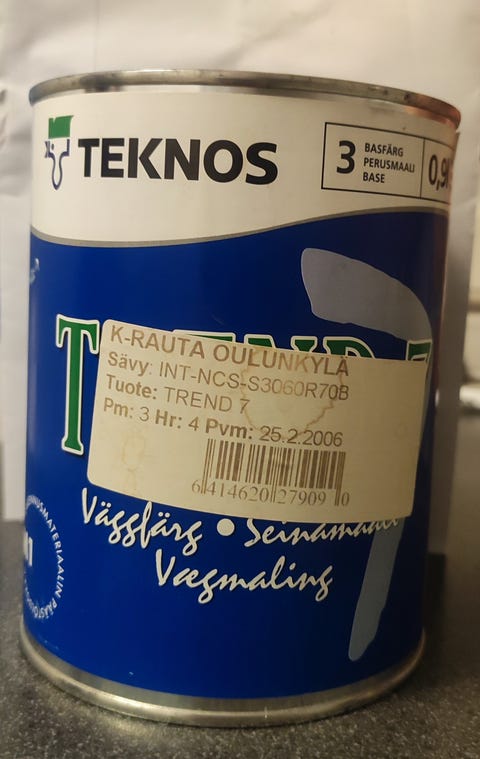 TEKNOS
3
BASFÄRG
PERUSMAALI
BASE
K-RAUTA OULUNKYLÄ
Sävy: INT-NCS-S3060R70B
Tuote: TREND 7
Pm: 3 Hr: 4 Pvm: 25.2.2006
6 414620 27909 0
Väggfärg • Seinämaali
Vægmaling